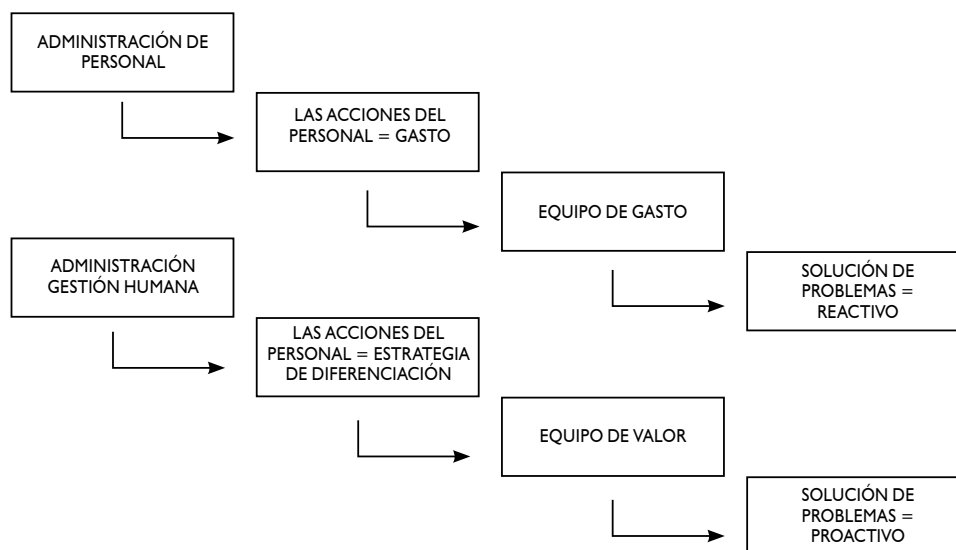 ADMINISTRACIÓN DE
PERSONAL
LAS ACCIONES DEL
PERSONAL = GASTO
EQUIPO DE GASTO
SOLUCIÓN DE
PROBLEMAS =
REACTIVO
ADMINISTRACIÓN
GESTIÓN HUMANA
LAS ACCIONES DEL
PERSONAL = ESTRATEGIA
DE DIFERENCIACIÓN
EQUIPO DE VALOR
SOLUCIÓN DE
PROBLEMAS =
PROACTIVO